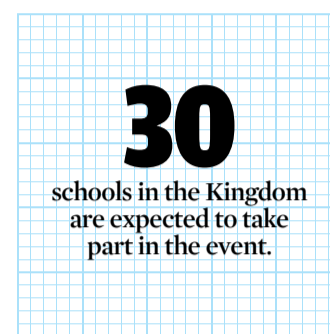 30
schools in the Kingdom
are expected to take
part in the event.